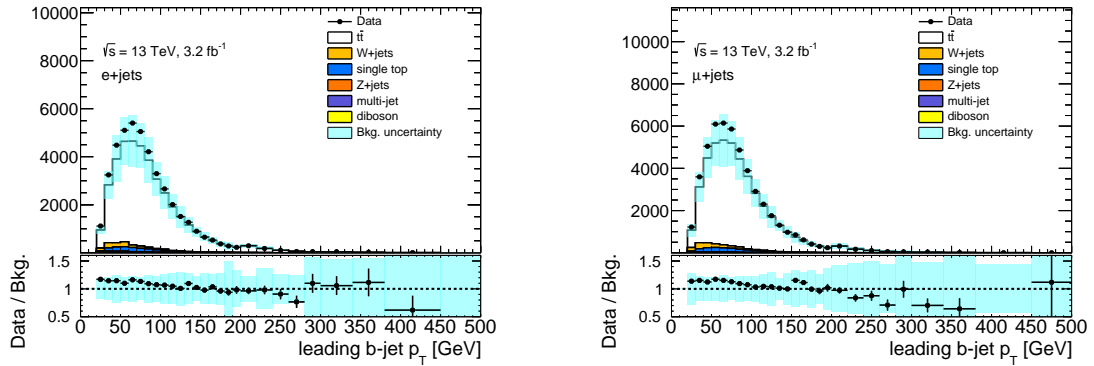 10000
8000
6000
4000
2000
√s = 13 TeV, 3.2 fb⁻¹
e+jets
Data
tt̄
W+jets
single top
Z+jets
multi-jet
diboson
Bkg. uncertainty
Data / Bkg.
1.5
1
0.5
0 50 100 150 200 250 300 350 400 450 500
leading b-jet p_T [GeV]
10000
8000
6000
4000
2000
√s = 13 TeV, 3.2 fb⁻¹
μ+jets
Data
tt̄
W+jets
single top
Z+jets
multi-jet
diboson
Bkg. uncertainty
Data / Bkg.
1.5
1
0.5
0 50 100 150 200 250 300 350 400 450 500
leading b-jet p_T [GeV]